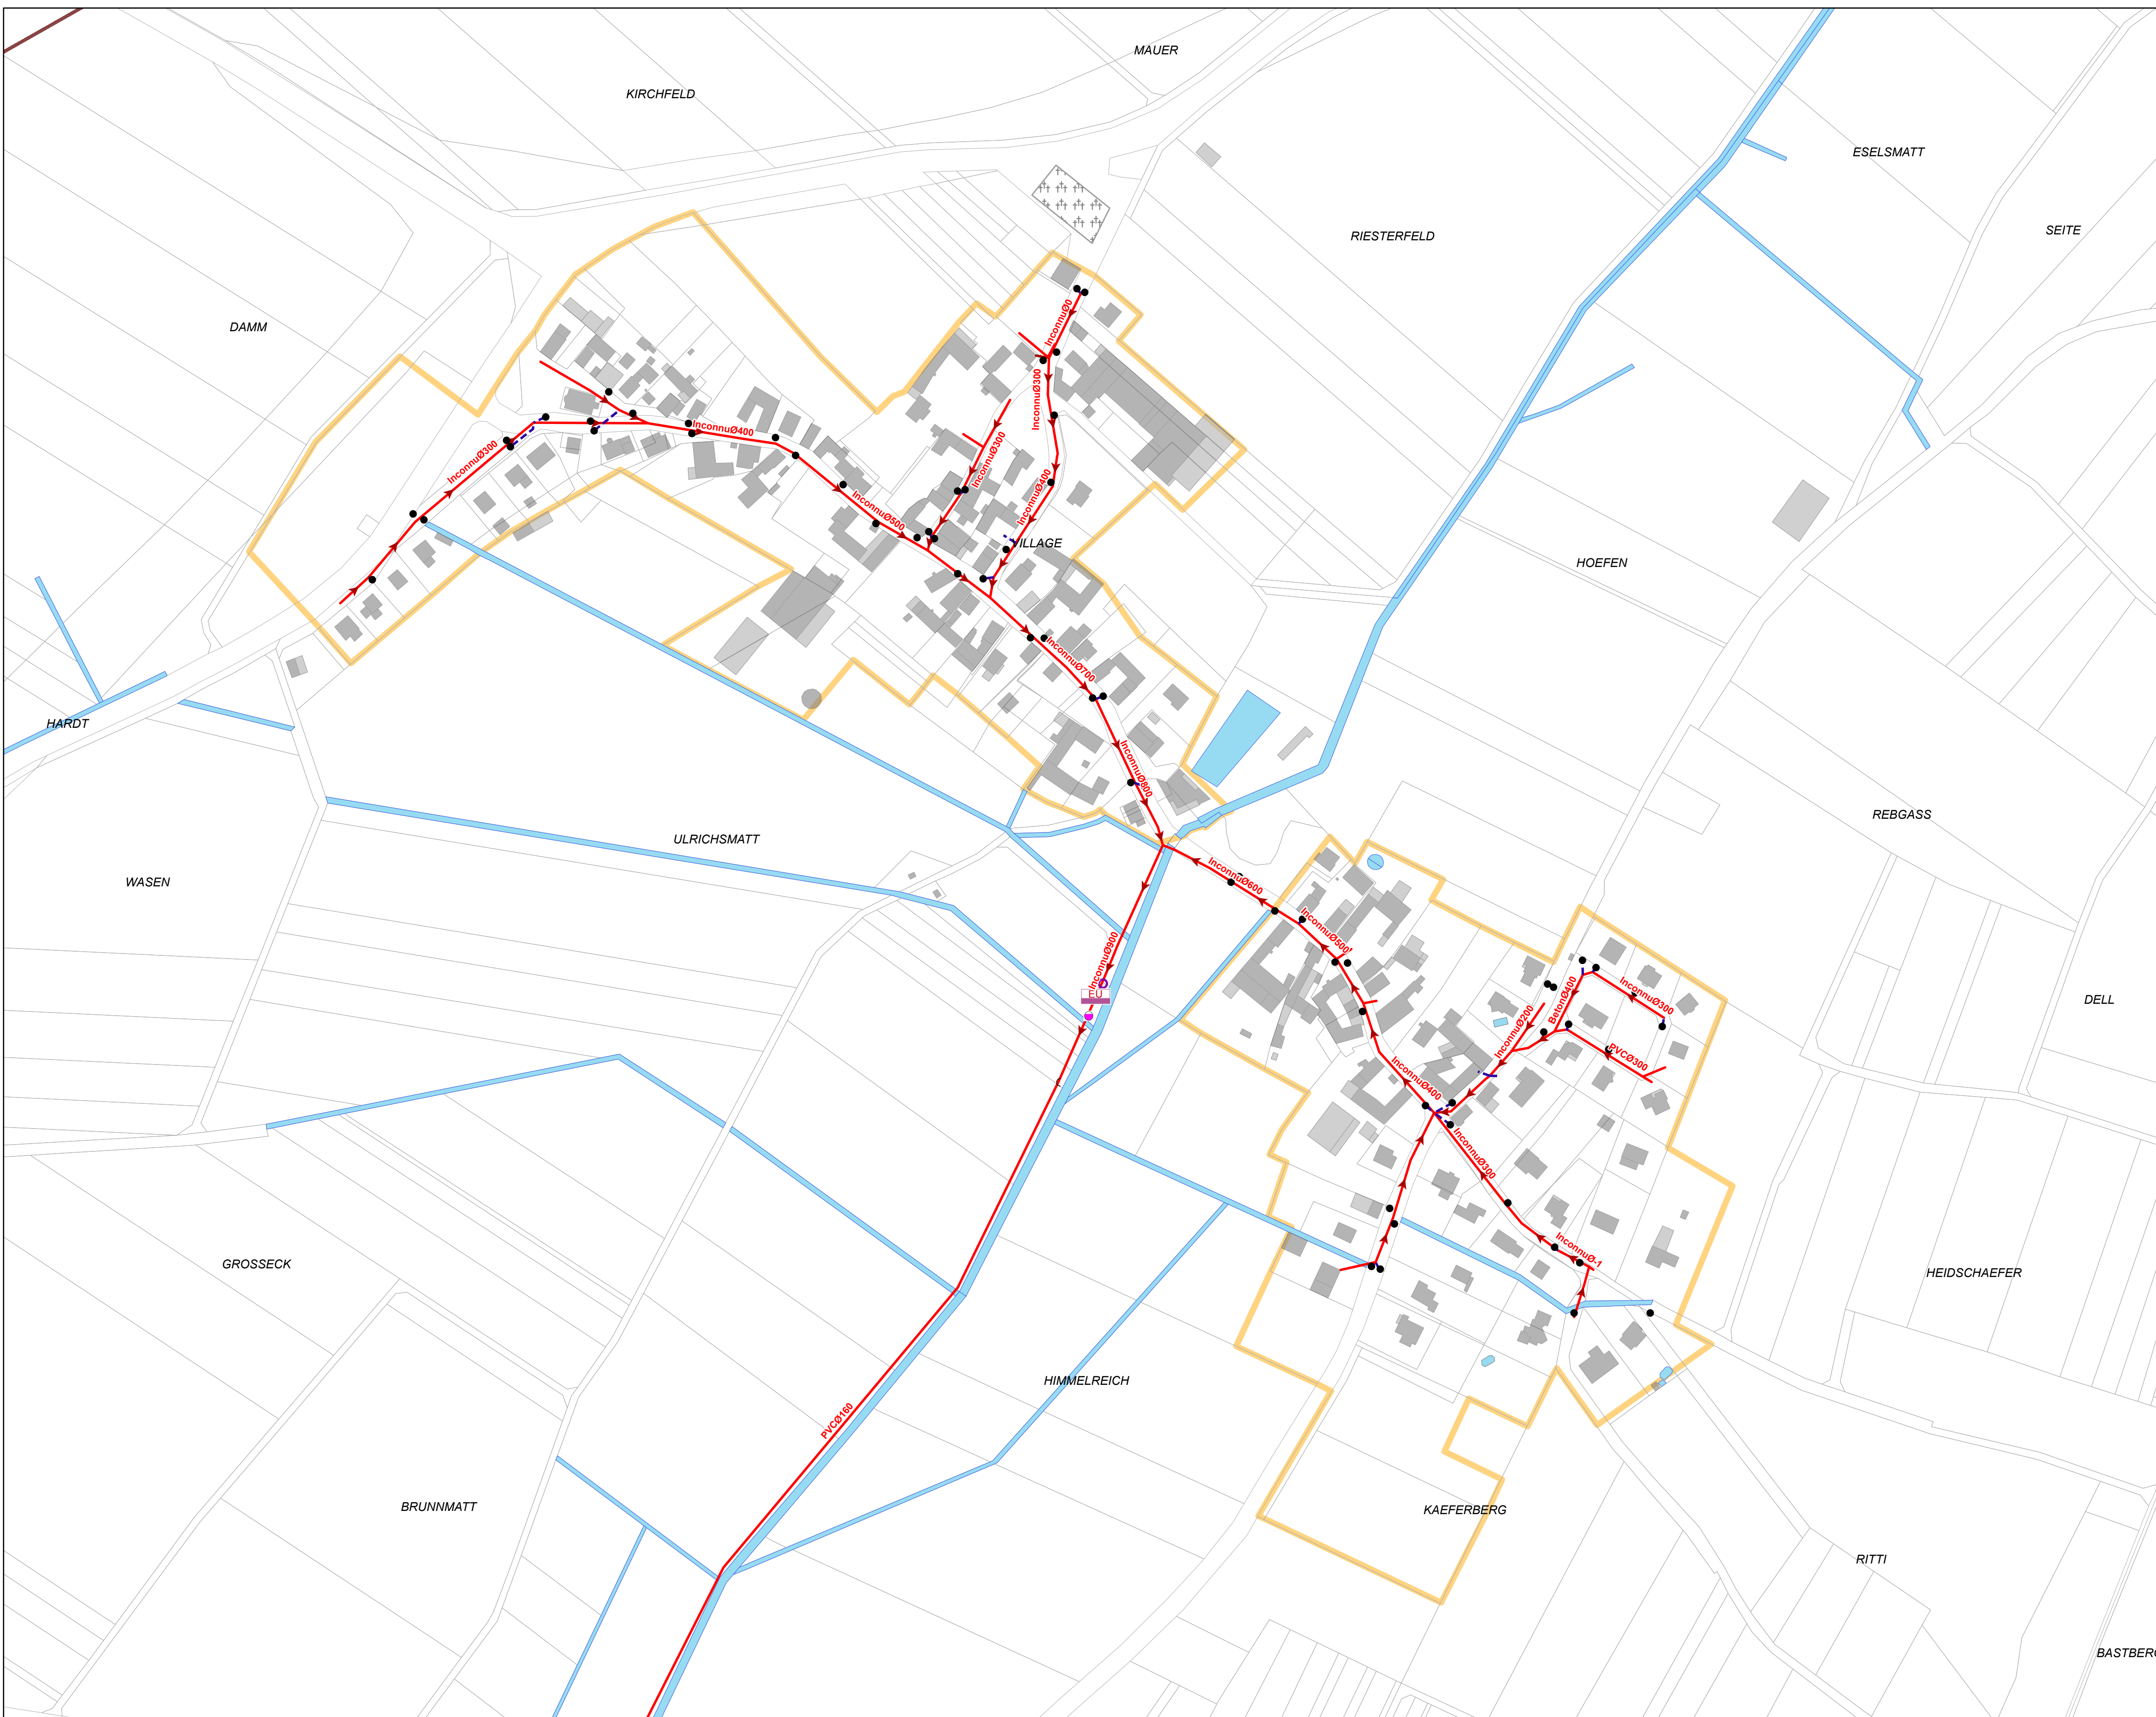 MAUER
KIRCHFELD
ESELSMATT
SEITE
RIESTERFELD
DAMM
InconnuØ0
InconnuØ300
InconnuØ400
InconnuØ300
InconnuØ300
InconnuØ400
InconnuØ500
VILLAGE
HOEFEN
InconnuØ700
HARDT
InconnuØ800
REBGASS
ULRICHSMATT
WASEN
InconnuØ600
InconnuØ500
InconnuØ900
EU
InconnuØ300
BetonØ400
DELL
InconnuØ200
PVCØ300
InconnuØ400
InconnuØ300
InconnuØ-1
GROSSECK
HEIDSCHAEFER
HIMMELREICH
PVCØ160
BRUNNMATT
KAEFERBERG
RITTI